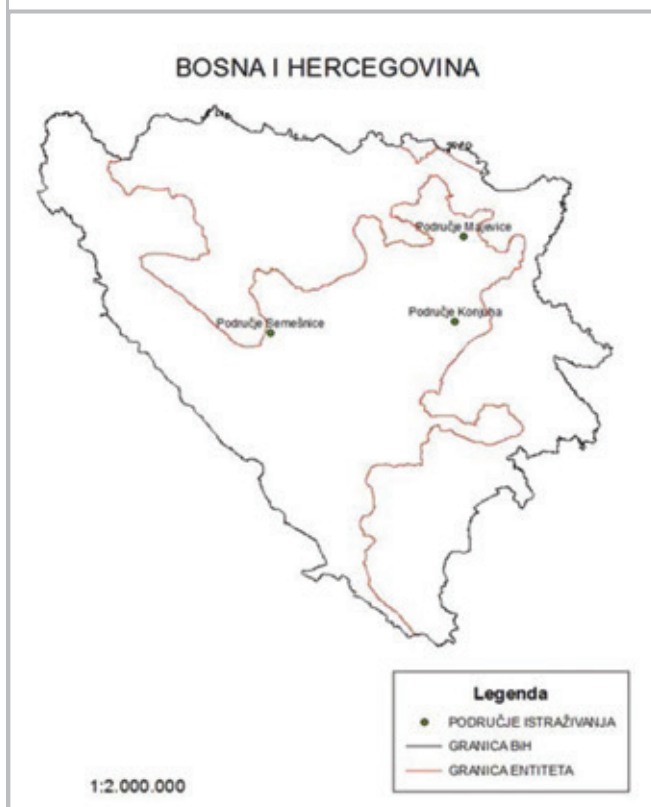 BOSNA I HERCEGOVINA
Područje Majevice
Područje Konjuha
Područje Semešnice
Legenda
PODRUČJE ISTRAŽIVANJA
GRANICA BiH
GRANICA ENTITETA
1:2.000.000